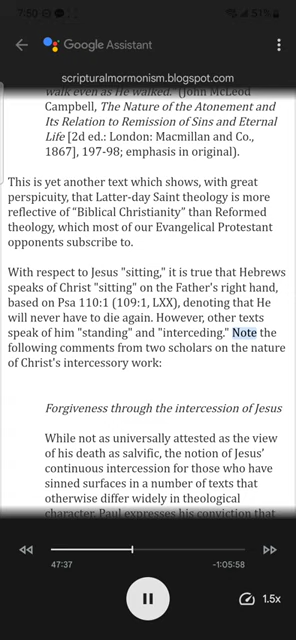 7:50
51%
Google Assistant
scripturalmormonism.blogspot.com
walk even as He walked." (John McLeod
Campbell, The Nature of the Atonement and
Its Relation to Remission of Sins and Eternal
Life [2d ed.: London: Macmillan and Co.,
1867], 197-98; emphasis in original).
This is yet another text which shows, with great
perspicuity, that Latter-day Saint theology is more
reflective of “Biblical Christianity” than Reformed
theology, which most of our Evangelical Protestant
opponents subscribe to.
With respect to Jesus "sitting," it is true that Hebrews
speaks of Christ "sitting" on the Father's right hand,
based on Psa 110:1 (109:1, LXX), denoting that He
will never have to die again. However, other texts
speak of him "standing" and "interceding." Note the
following comments from two scholars on the nature
of Christ's intercessory work:
Forgiveness through the intercession of Jesus
While not as universally attested as the view
of his death as salvific, the notion of Jesus’
continuous intercession for those who have
sinned surfaces in a number of texts that
otherwise differ widely in theological
character. Paul expresses his conviction that
47:37
-1:05:58
1.5x